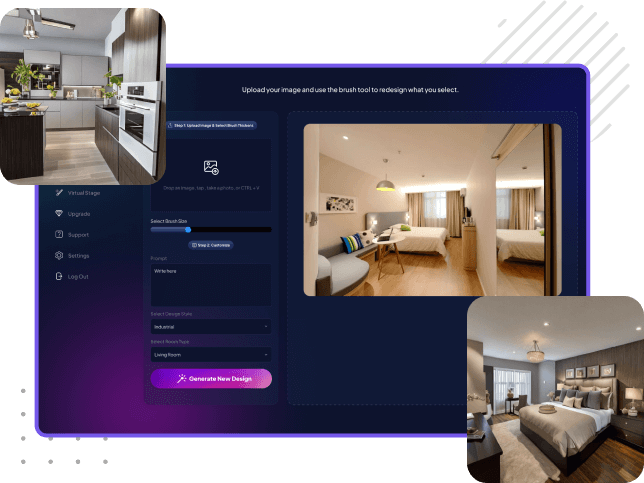 Upload your image and use the brush tool to redesign what you select.
Step 1: Upload Image & Select Brush Thickness
Drop an image, tap, take a photo, or CTRL + V
Select Brush Size
Step 2: Customize
Prompt
Write here
Select Design Style
Industrial
Select Room Type
Living Room
Generate New Design
Virtual Stage
Upgrade
Support
Settings
Log Out